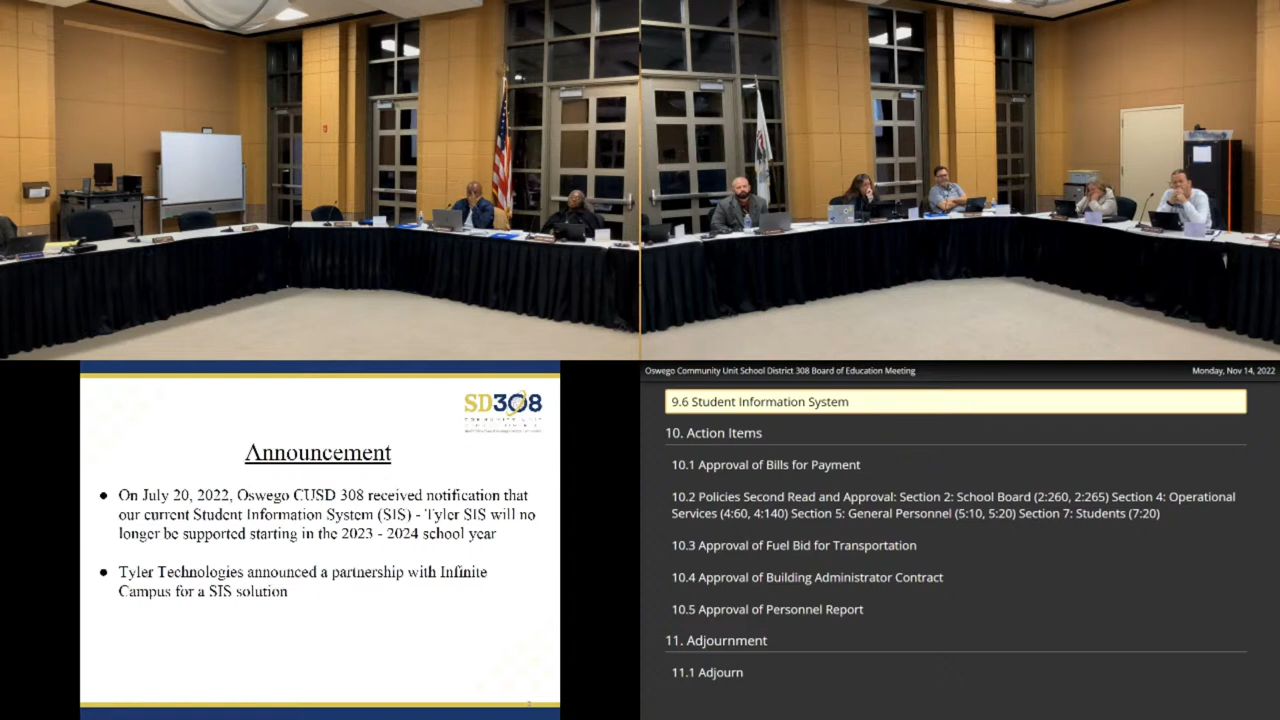 SD308
Announcement
● On July 20, 2022, Oswego CUSD 308 received notification that
our current Student Information System (SIS) - Tyler SIS will no
longer be supported starting in the 2023 - 2024 school year
● Tyler Technologies announced a partnership with Infinite
Campus for a SIS solution
Oswego Community Unit School District 308 Board of Education Meeting
Monday, Nov 14, 2022
9.6 Student Information System
10. Action Items
10.1 Approval of Bills for Payment
10.2 Policies Second Read and Approval: Section 2: School Board (2:260, 2:265) Section 4: Operational
Services (4:60, 4:140) Section 5: General Personnel (5:10, 5:20) Section 7: Students (7:20)
10.3 Approval of Fuel Bid for Transportation
10.4 Approval of Building Administrator Contract
10.5 Approval of Personnel Report
11. Adjournment
11.1 Adjourn